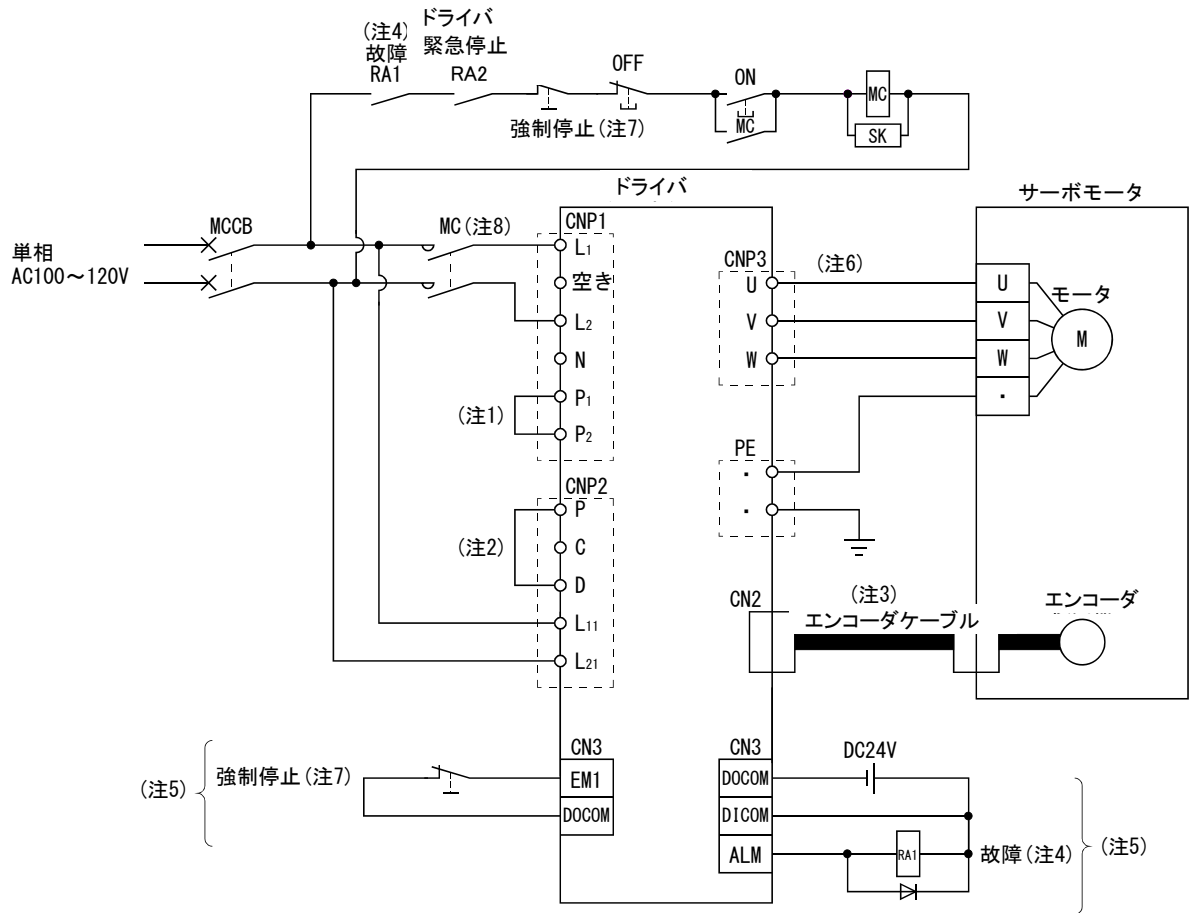 (注4)
故障
RA1
ドライバ
緊急停止
RA2
OFF
ON
MC
MC
SK
強制停止(注7)
ドライバ
サーボモータ
単相
AC100～120V
MCCB
MC(注8)
CNP1
L1
空き
L2
N
P1
P2
(注1)
CNP2
P
C
D
L11
L21
(注2)
CNP3
U
V
W
(注6)
U
V
W
モータ
M
PE
CN2
(注3)
エンコーダケーブル
エンコーダ
(注5)
強制停止(注7)
CN3
EM1
DOCOM
CN3
DOCOM
DICOM
ALM
DC24V
RA1
故障(注4)
(注5)